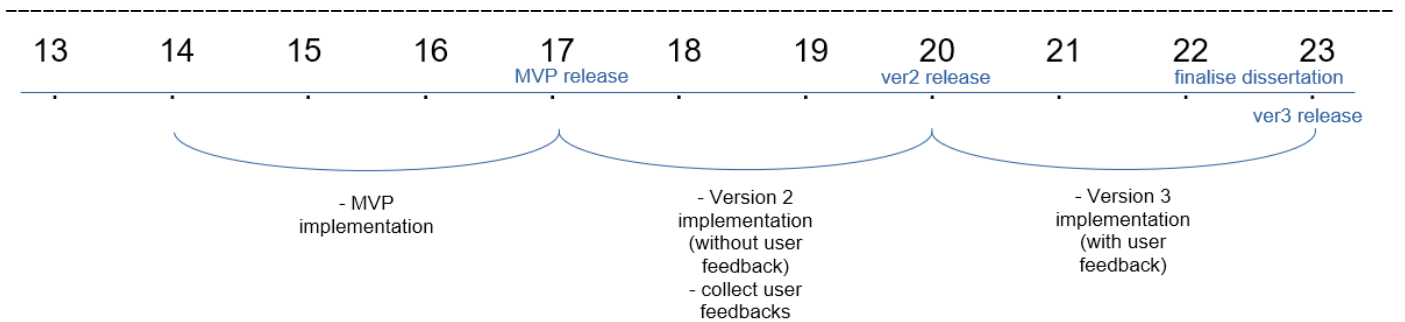 13 14 15 16 17 18 19 20 21 22 23
MVP release ver2 release finalise dissertation
ver3 release
- MVP
implementation
- Version 2
implementation
(without user
feedback)
- collect user
feedbacks
- Version 3
implementation
(with user
feedback)